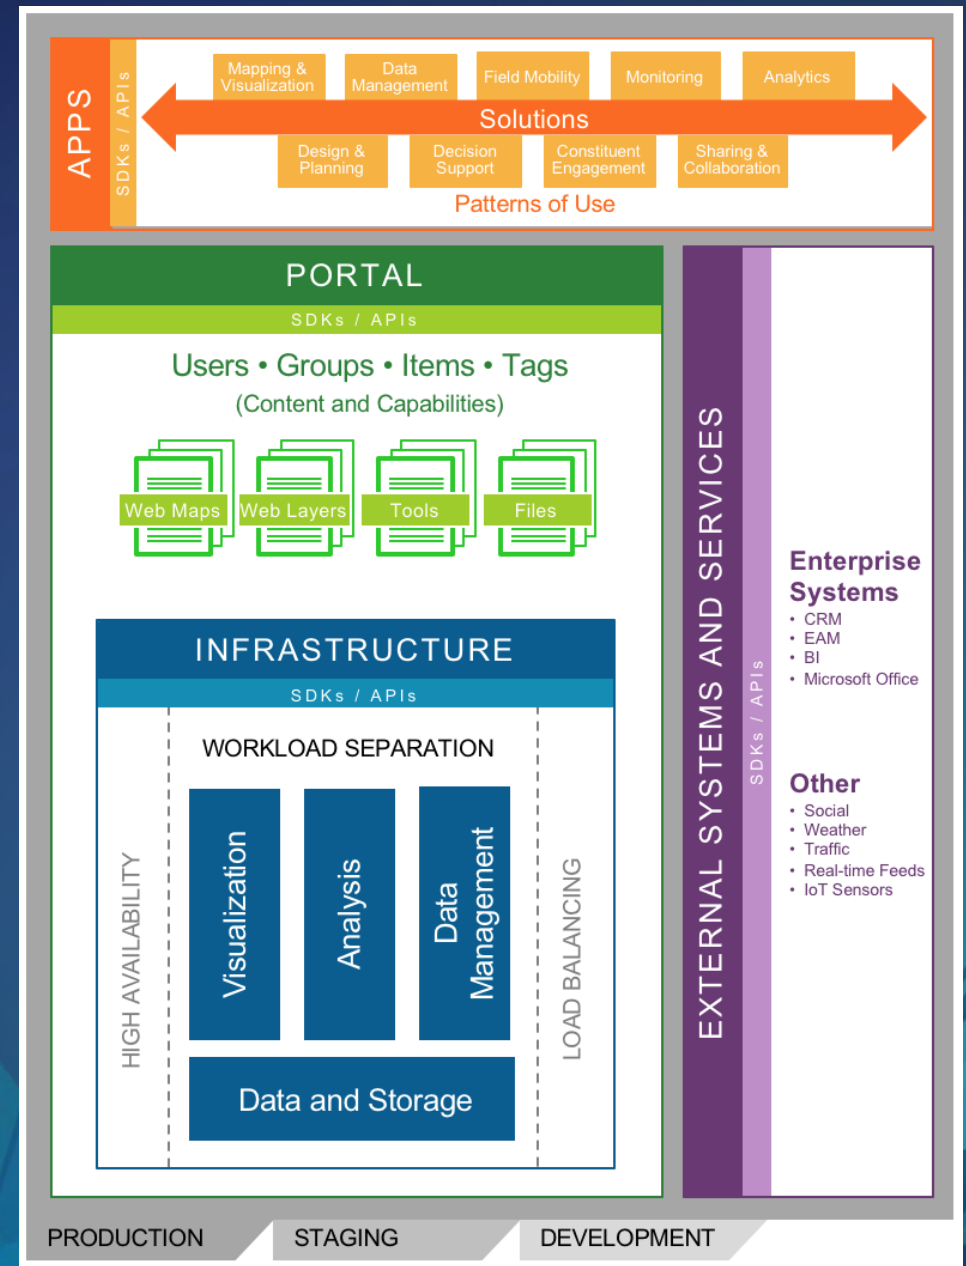 APPS
SDKs / APIs
Mapping &
Visualization
Data
Management
Field Mobility
Monitoring
Analytics
Solutions
Design &
Planning
Decision
Support
Constituent
Engagement
Sharing &
Collaboration
Patterns of Use
PORTAL
SDKs / APIs
Users • Groups • Items • Tags
(Content and Capabilities)
Web Maps
Web Layers
Tools
Files
INFRASTRUCTURE
SDKs / APIs
WORKLOAD SEPARATION
HIGH AVAILABILITY
Visualization
Analysis
Data
Management
LOAD BALANCING
Data and Storage
EXTERNAL SYSTEMS AND SERVICES
SDKs / APIs
Enterprise
Systems
• CRM
• EAM
• BI
• Microsoft Office
Other
• Social
• Weather
• Traffic
• Real-time Feeds
• IoT Sensors
PRODUCTION
STAGING
DEVELOPMENT